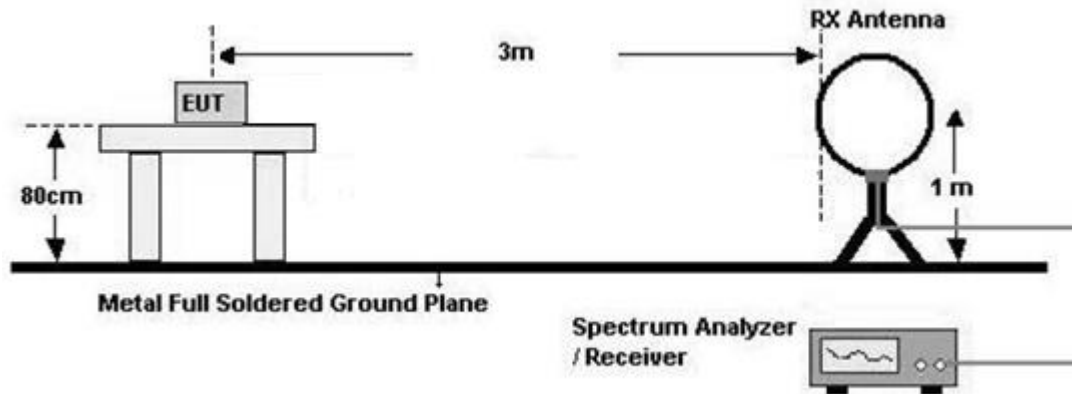 RX Antenna
3m
EUT
80cm
1 m
Metal Full Soldered Ground Plane
Spectrum Analyzer
/ Receiver